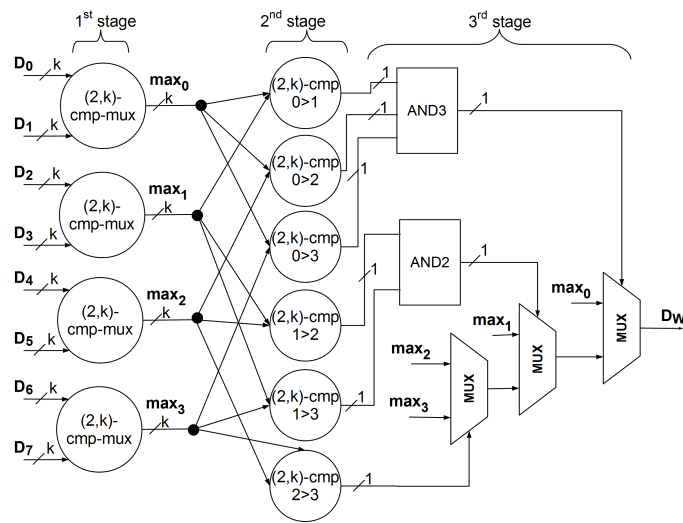 1st stage
2nd stage
3rd stage
D0
k
D1
k
(2,k)-
cmp-mux
max0
k
D2
k
D3
k
(2,k)-
cmp-mux
max1
k
D4
k
D5
k
(2,k)-
cmp-mux
max2
k
D6
k
D7
k
(2,k)-
cmp-mux
max3
k
(2,k)-cmp
0>1
1
(2,k)-cmp
0>2
1
(2,k)-cmp
0>3
1
(2,k)-cmp
1>2
1
(2,k)-cmp
1>3
1
(2,k)-cmp
2>3
1
AND3
1
AND2
1
max2
max3
MUX
max1
MUX
max0
MUX
DW